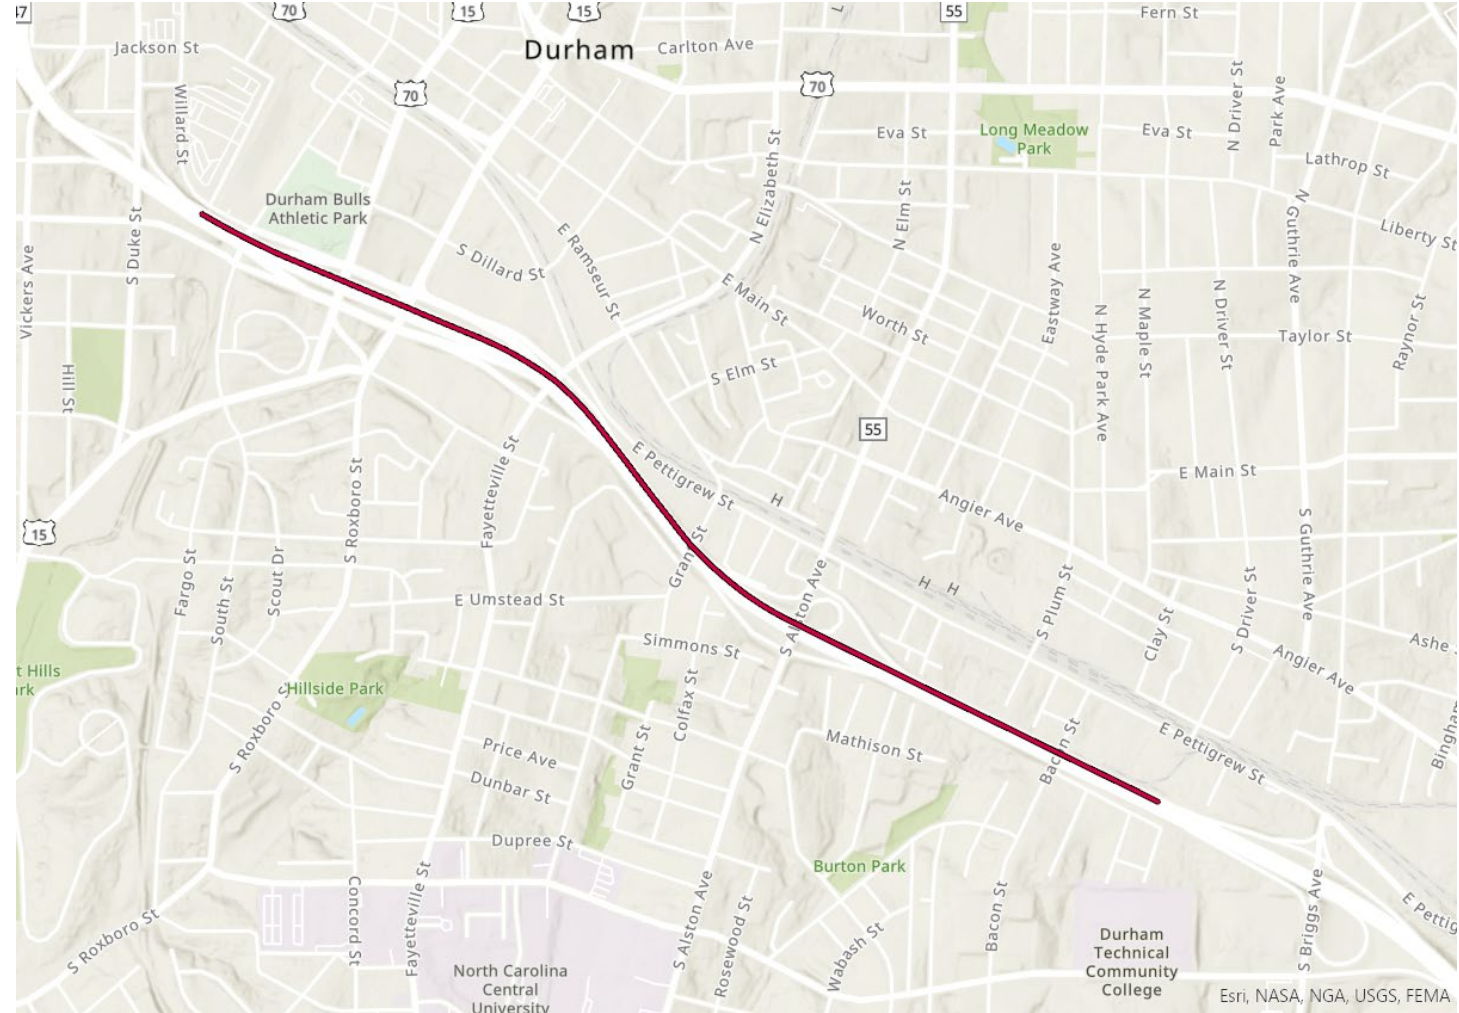 47
70
15
15
55
Fern St
Jackson St
Durham
Carlton Ave
70
70
Willard St
N Driver St
Park Ave
Eva St
Long Meadow
Park
Eva St
Lathrop St
Durham Bulls
Athletic Park
N Elizabeth St
N Elm St
N Guthrie Ave
Liberty St
S Duke St
Vickers Ave
S Dillard St
E Ramseur St
E Main St
Worth St
Eastway Ave
N Hyde Park Ave
N Maple St
N Driver St
Taylor St
Raynor St
Hill St
S Elm St
55
Fayetteville St
S Roxboro St
E Pettigrew St
H
Angier Ave
E Main St
S Guthrie Ave
15
Fargo St
South St
Scout Dr
Grant St
E Umstead St
S Alston Ave
H
H
S Plum St
Clay St
S Driver St
Angier Ave
Ashe
t Hills
rk
Simmons St
Hillside Park
Colfax St
S Roxboro S
Price Ave
Grant St
Mathison St
Bacon St
E Pettigrew St
Bingham
Dunbar St
Dupree St
Burton Park
Concord St
Fayetteville St
S Alston Ave
Rosewood St
Wabash St
Bacon St
S Briggs Ave
E Pettig
S Roxboro St
North Carolina
Central
University
Durham
Technical
Community
College
Esri, NASA, NGA, USGS, FEMA